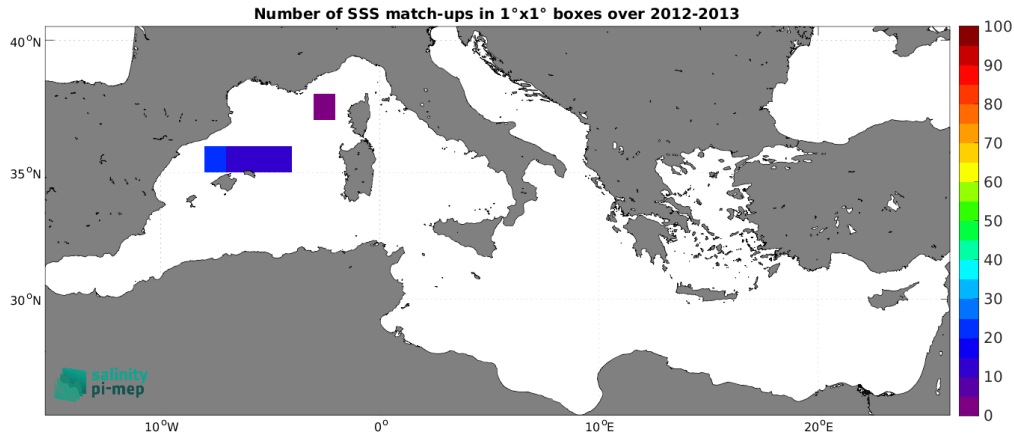 Number of SSS match-ups in 1°x1° boxes over 2012-2013
40°N
35°N
30°N
10°W
0°
10°E
20°E
100
90
80
70
60
50
40
30
20
10
0
salinity
pi-mep